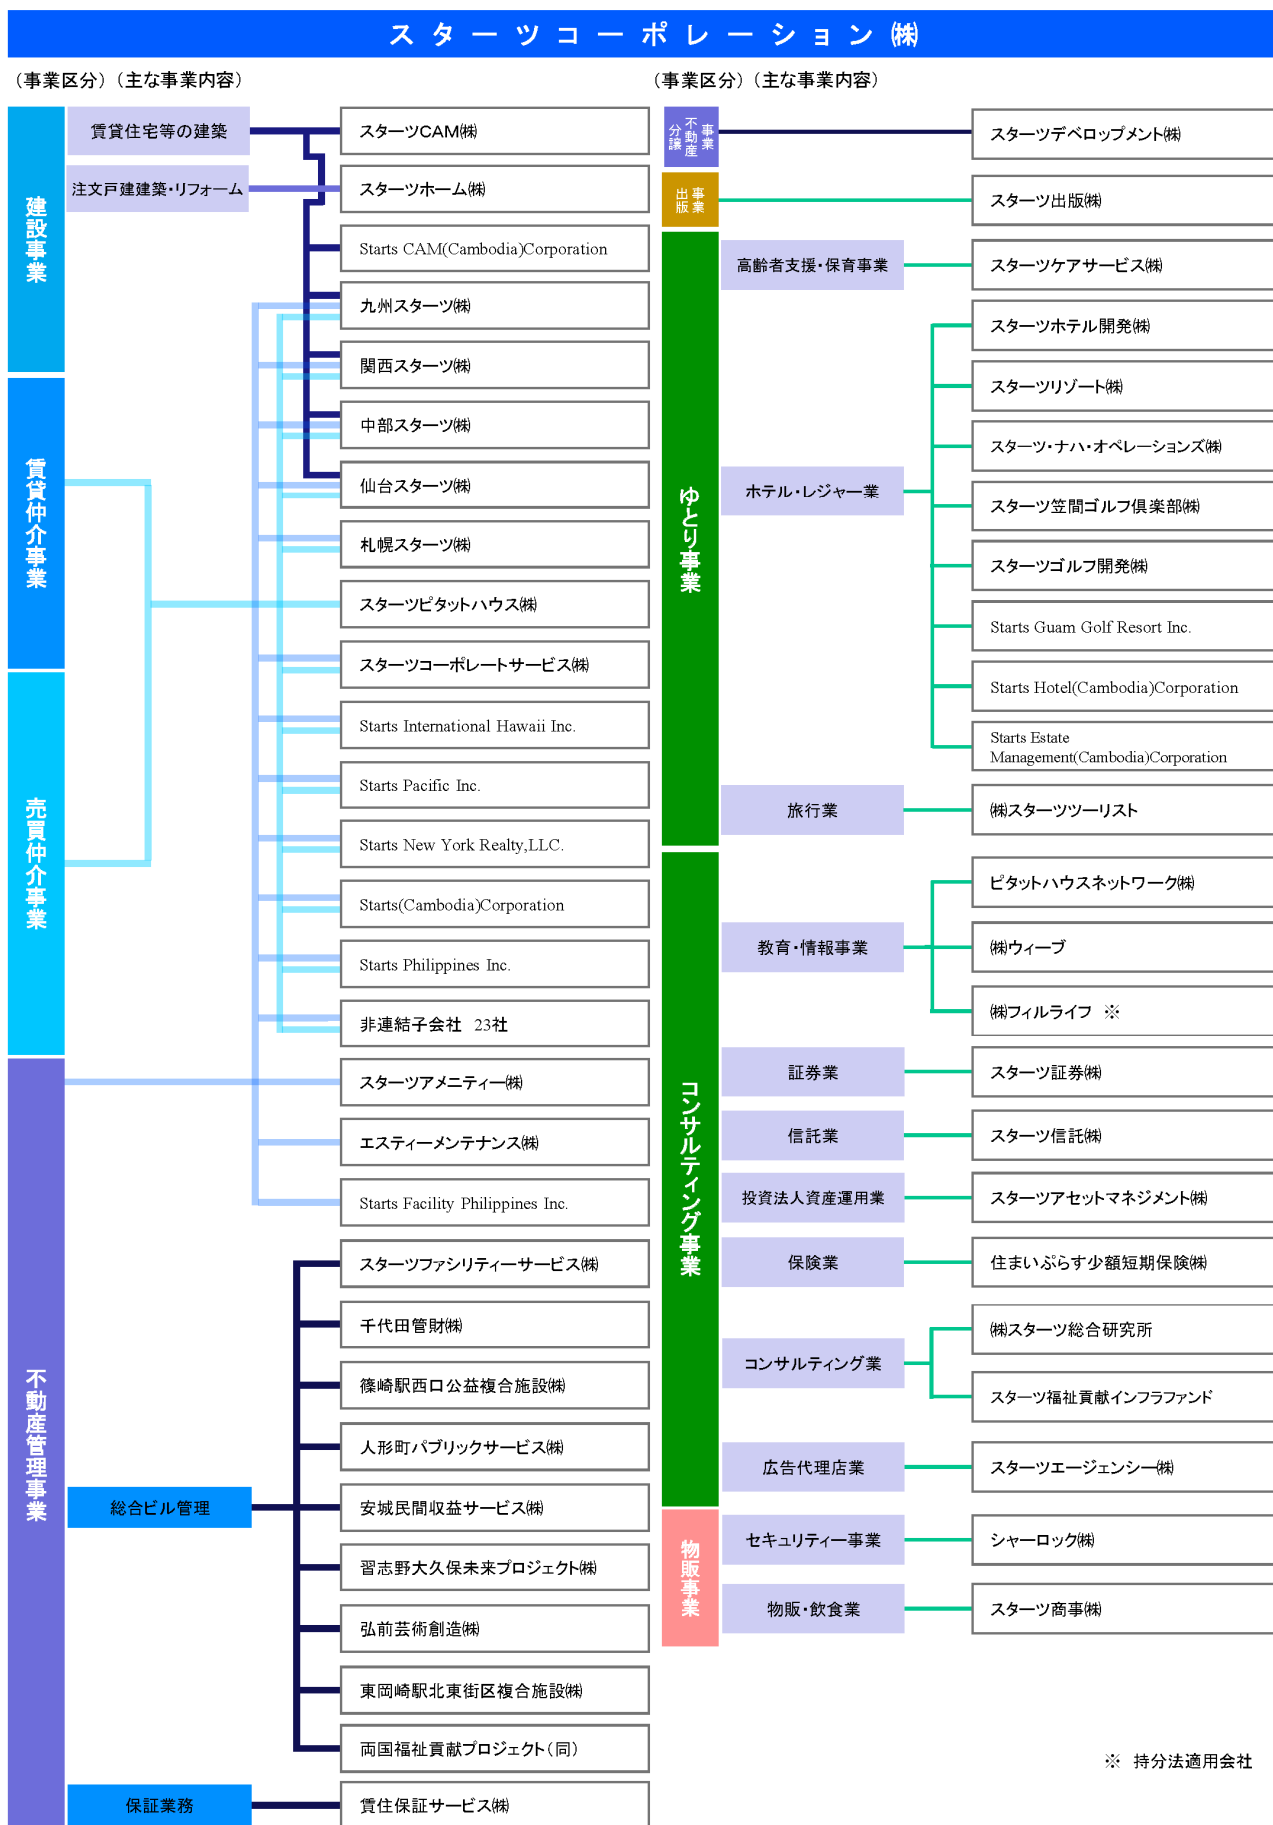 スターツコーポレーション㈱
（事業区分）（主な事業内容）
建設事業
賃貸住宅等の建築
スターツCAM㈱
注文戸建建築・リフォーム
スターツホーム㈱
Starts CAM(Cambodia)Corporation
九州スターツ㈱
関西スターツ㈱
中部スターツ㈱
仙台スターツ㈱
賃貸仲介事業
札幌スターツ㈱
スターツピタットハウス㈱
スターツコーポレートサービス㈱
売買仲介事業
Starts International Hawaii Inc.
Starts Pacific Inc.
Starts New York Realty,LLC.
Starts(Cambodia)Corporation
Starts Philippines Inc.
非連結子会社　23社
不動産管理事業
スターツアメニティー㈱
エスティーメンテナンス㈱
Starts Facility Philippines Inc.
総合ビル管理
スターツファシリティーサービス㈱
千代田管財㈱
篠崎駅西口公益複合施設㈱
人形町パブリックサービス㈱
安城民間収益サービス㈱
習志野大久保未来プロジェクト㈱
弘前芸術創造㈱
東岡崎駅北東街区複合施設㈱
両国福祉貢献プロジェクト（同）
保証業務
賃住保証サービス㈱
（事業区分）（主な事業内容）
不動産
分譲
事業
スターツデベロップメント㈱
出版
事業
スターツ出版㈱
ゆとり事業
高齢者支援・保育事業
スターツケアサービス㈱
ホテル・レジャー業
スターツホテル開発㈱
スターツリゾート㈱
スターツ・ナハ・オペレーションズ㈱
スターツ笠間ゴルフ倶楽部㈱
スターツゴルフ開発㈱
Starts Guam Golf Resort Inc.
Starts Hotel(Cambodia)Corporation
Starts Estate
Management(Cambodia)Corporation
旅行業
㈱スターツツーリスト
コンサルティング事業
教育・情報事業
ピタットハウスネットワーク㈱
㈱ウィーブ
㈱フィルライフ　※
証券業
スターツ証券㈱
信託業
スターツ信託㈱
投資法人資産運用業
スターツアセットマネジメント㈱
保険業
住まいぷらす少額短期保険㈱
コンサルティング業
㈱スターツ総合研究所
スターツ福祉貢献インフラファンド
広告代理店業
スターツエージェンシー㈱
物販事業
セキュリティー事業
シャーロック㈱
物販・飲食業
スターツ商事㈱
※　持分法適用会社